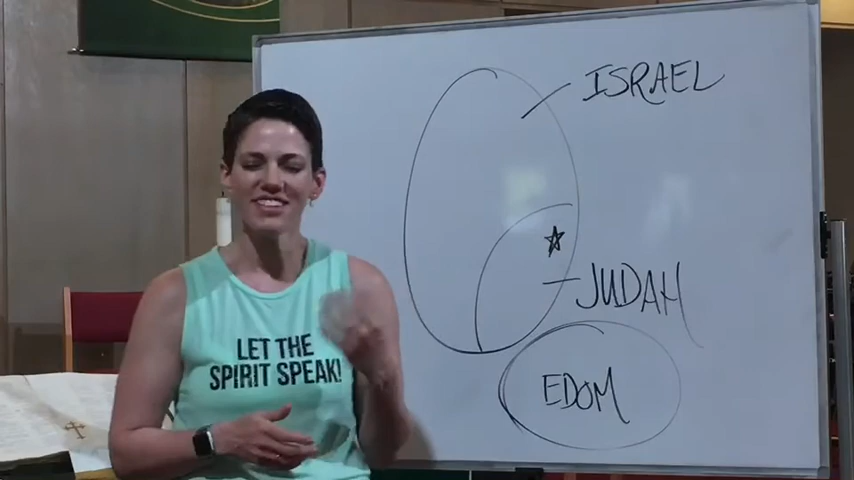 ISRAEL
JUDAH
EDOM
LET THE
SPIRIT SPEAK!